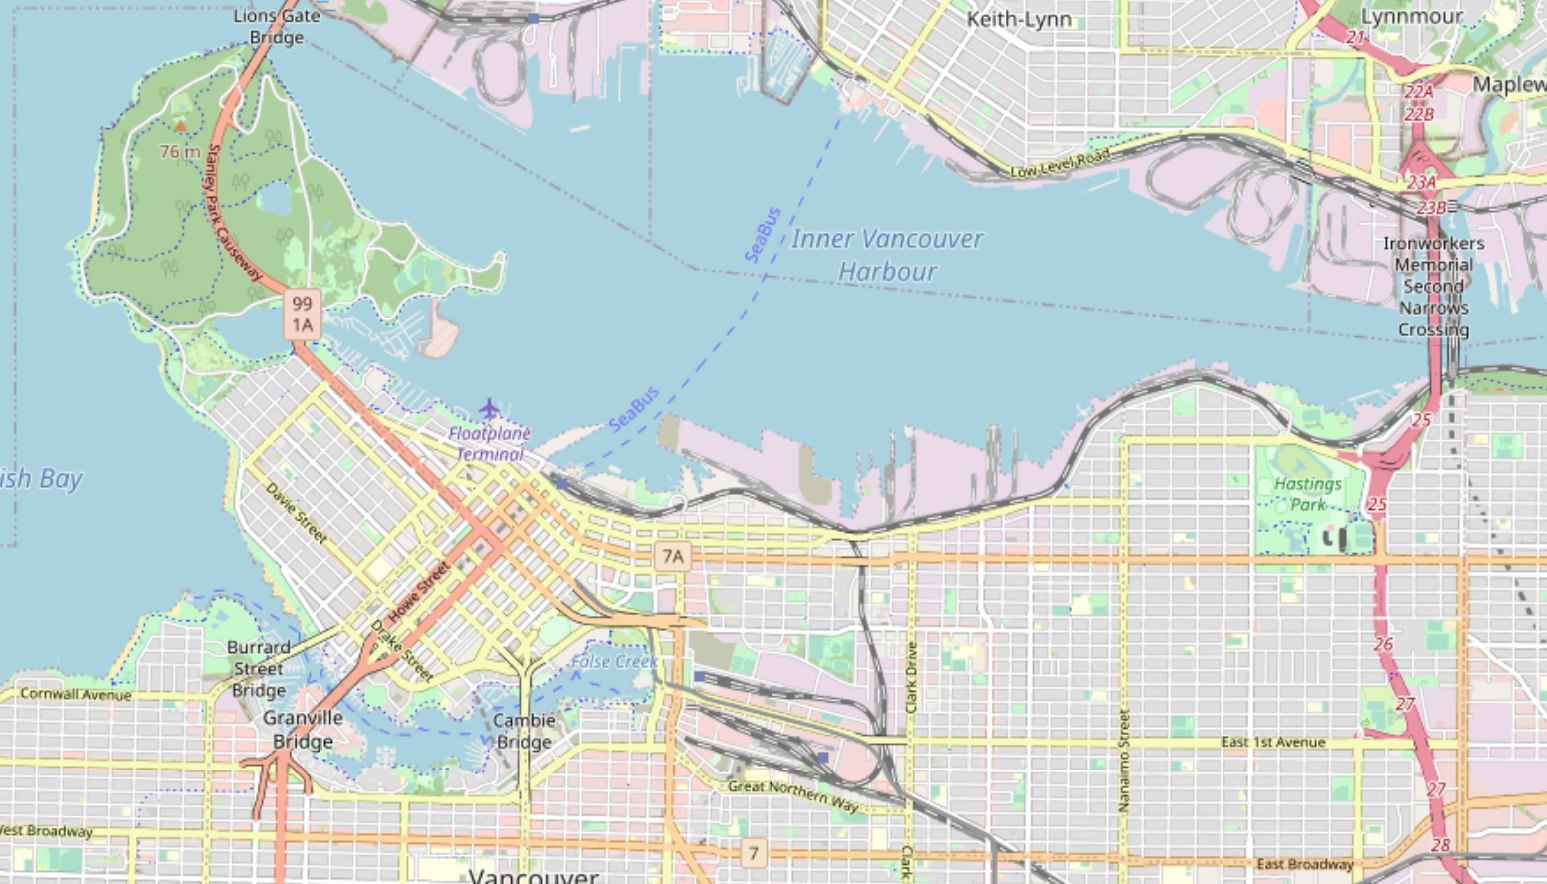 Lions Gate
Bridge
Keith-Lynn
Lynnmour
21
22A
22B
Maplew
76 m
Stanley Park Causeway
Low Level Road
23A
23B
SeaBus
Inner Vancouver
Harbour
Ironworkers
Memorial
Second
Narrows
Crossing
99
1A
SeaBus
Floatplane
Terminal
25
ish Bay
Davie Street
Hastings
Park
25
7A
Howe Street
Drake Street
Burrard
Street
Bridge
False Creek
26
Cornwall Avenue
Clark Drive
27
Granville
Bridge
Cambie
Bridge
Nanaimo Street
East 1st Avenue
Great Northern Way
27
West Broadway
7
Clark
East Broadway
28
Vancouver